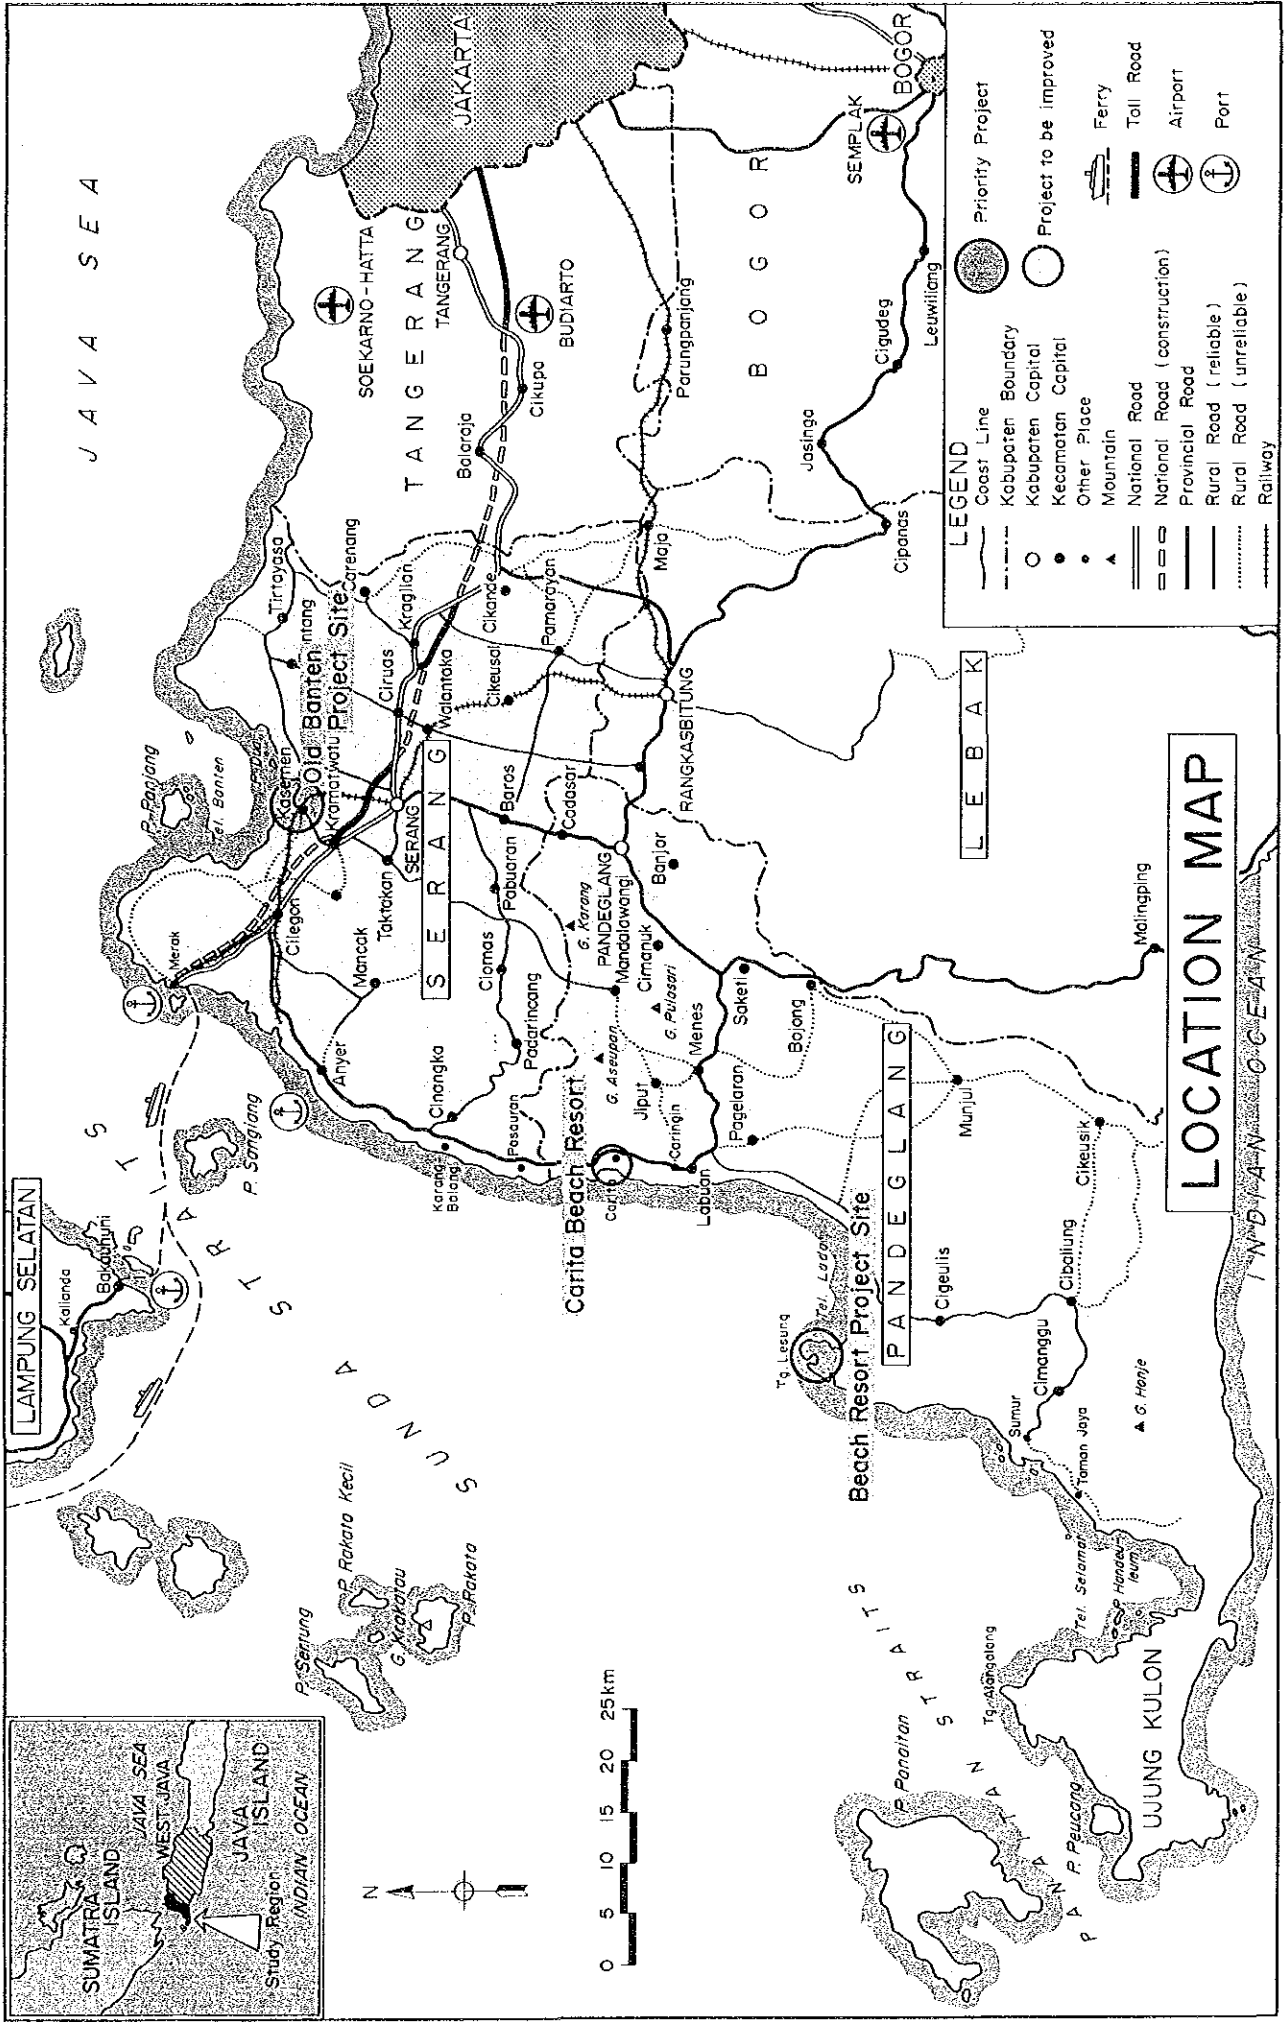 LOCATION MAP
SUMATRA
ISLAND
JAVA SEA
WEST JAVA
JAVA
ISLAND
INDIAN OCEAN
Study Region
N
0 5 10 15 20 25km
LAMPUNG SELATAN
Kalianda
Bakauhuni
JAVA SEA
SUNDA STRAITS
P. Sertung
P. Rakata Kecil
G. Krakatau
P. Rakata
P. Sangiang
P. Panjang
Tel. Banten
Merak
Cilegon
Kasemen
Old Banten
Project Site
Kramatwatu
Tirtayasa
Carenang
Kragilan
Ciruas
Walantaka
SERANG
SERANG
Taktakan
Mancak
Anyer
Cinangka
Karang
Bolong
Pasauran
Padarincang
Ciomas
Pabuaran
Baros
Cadasar
Cikeusal
Pamarayan
Cikande
SOEKARNO-HATTA
TANGERANG
TANGERANG
JAKARTA
BUDIARTO
Cikupa
Balaraja
Parungpanjang
Maja
BOGOR
SEMPLAK
BOGOR
Leuwiliang
Cigudeg
Jasinga
Cipanas
RANGKASBITUNG
LEBAK
Carita Beach Resort
Carita
G. Karang
PANDEGLANG
Mandalawangi
Banjar
Cimanuk
G. Pulasari
G. Aseupan
Jiput
Menes
Caringin
Labuan
Saketi
Bojong
Pagelaran
PANDEGLANG
Munjul
Malingping
Cikeusik
Cibaliung
Cigeulis
Tel. Lada
Tg. Lesung
Beach Resort Project Site
Cimanggu
Sumur
Taman Jaya
G. Honje
Tel. Selamat
P. Handeu-
leum
Tg. Alangalang
UJUNG KULON
P. Peucang
P. Panaitan
PANAITAN STRAITS
INDIAN OCEAN
LEGEND
Coast Line
Kabupaten Boundary
Kabupaten Capital
Kecamatan Capital
Other Place
Mountain
National Road
National Road (construction)
Provincial Road
Rural Road (reliable)
Rural Road (unreliable)
Railway
Priority Project
Project to be improved
Ferry
Toll Road
Airport
Port